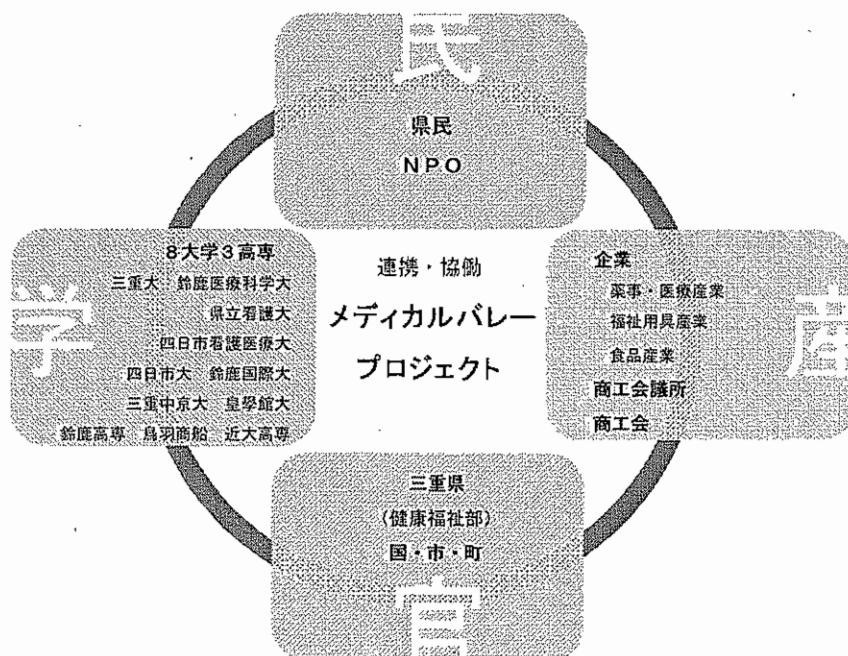 民
県民
NPO
学
8大学3高専
三重大 鈴鹿医療科学大
県立看護大
四日市看護医療大
四日市大 鈴鹿国際大
三重中京大 皇學館大
鈴鹿高専 鳥羽商船 近大高専
連携・協働
メディカルバレー
プロジェクト
産
企業
薬事・医療産業
福祉用具産業
食品産業
商工会議所
商工会
三重県
(健康福祉部)
国・市・町
官